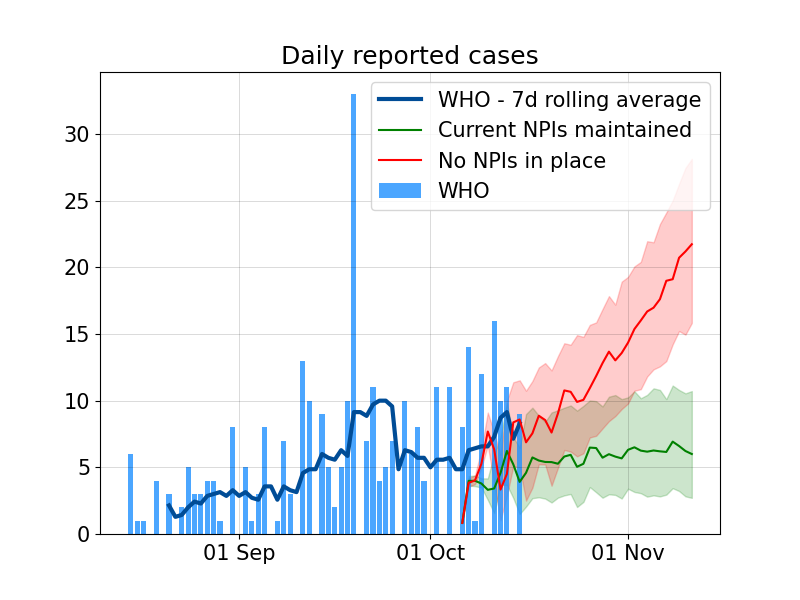 Daily reported cases
WHO - 7d rolling average
Current NPIs maintained
No NPIs in place
WHO
30
25
20
15
10
5
0
01 Sep
01 Oct
01 Nov